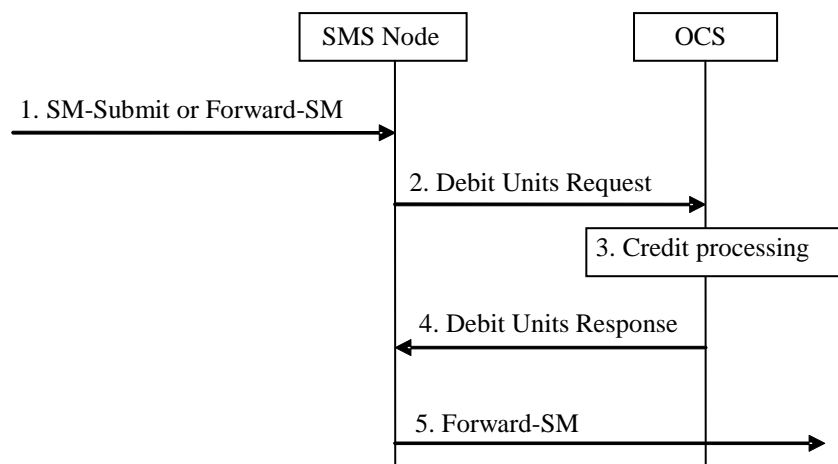 SMS Node
OCS
1. SM-Submit or Forward-SM
2. Debit Units Request
3. Credit processing
4. Debit Units Response
5. Forward-SM